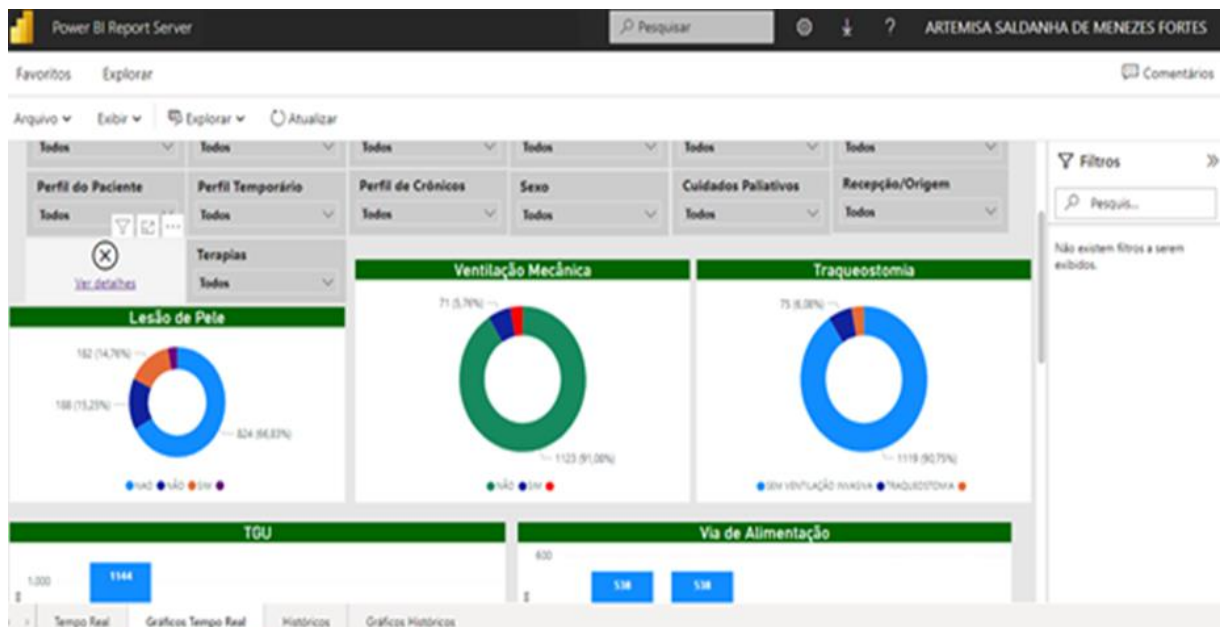 Power BI Report Server
Pesquisar
?
ARTEMISA SALDANHA DE MENEZES FORTES
Favoritos
Explorar
Comentários
Arquivo
Exibir
Explorar
Atualizar
Todos
Todos
Todos
Todos
Todos
Todos
Filtros
Perfil do Paciente
Perfil Temporário
Perfil de Crônicos
Sexo
Cuidados Paliativos
Recepção/Origem
Todos
Todos
Todos
Todos
Todos
Todos
Pesquis...
Ver detalhes
Terapias
Todos
Não existem filtros a serem
exibidos.
Ventilação Mecânica
Traqueostomia
71 (5,76%)
75 (6,08%)
1123 (91,08%)
1119 (90,75%)
NÃO
SIM
SEM VENTILAÇÃO INVASIVA
TRAQUEOSTOMIA
Lesão de Pele
182 (14,76%)
188 (15,25%)
824 (66,83%)
NAO
NÃO
SIM
TGU
Via de Alimentação
1.000
1144
600
538
538
Tempo Real
Gráficos Tempo Real
Históricos
Gráficos Históricos